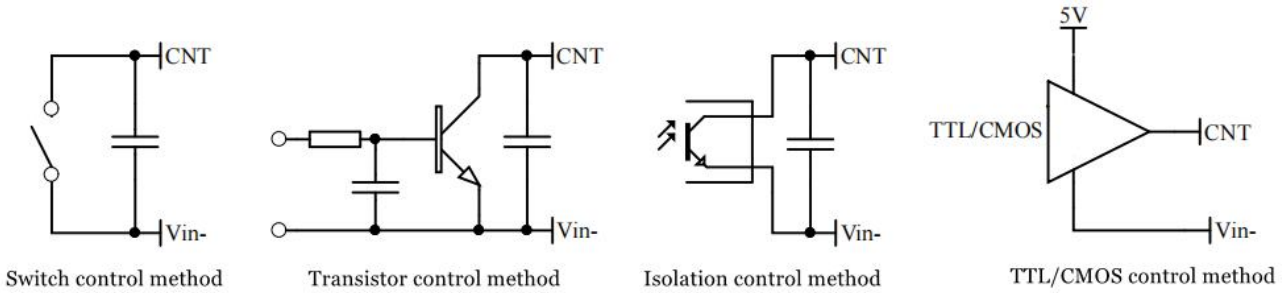 CNT
Vin-
Switch control method
CNT
Vin-
Transistor control method
CNT
Vin-
Isolation control method
5V
TTL/CMOS
CNT
Vin-
TTL/CMOS control method